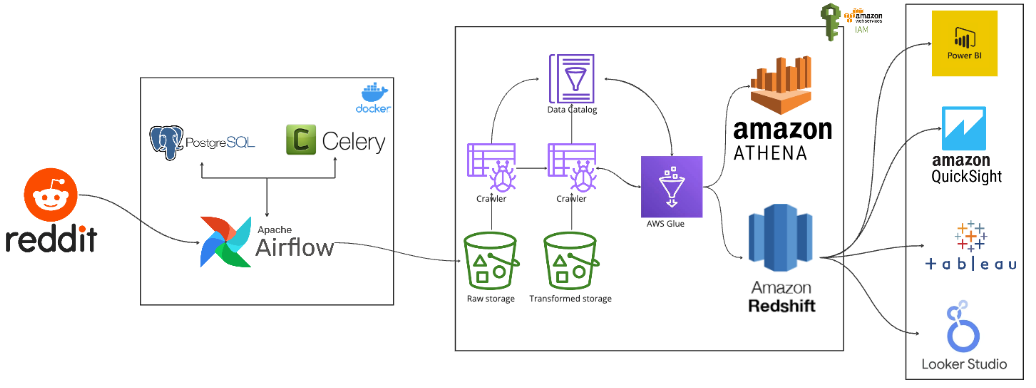 reddit
docker
PostgreSQL
Celery
Apache
Airflow
amazon
web services
IAM
Data Catalog
Crawler
Crawler
AWS Glue
Raw storage
Transformed storage
amazon
ATHENA
Amazon
Redshift
Power BI
amazon
QuickSight
+ableau
Looker Studio